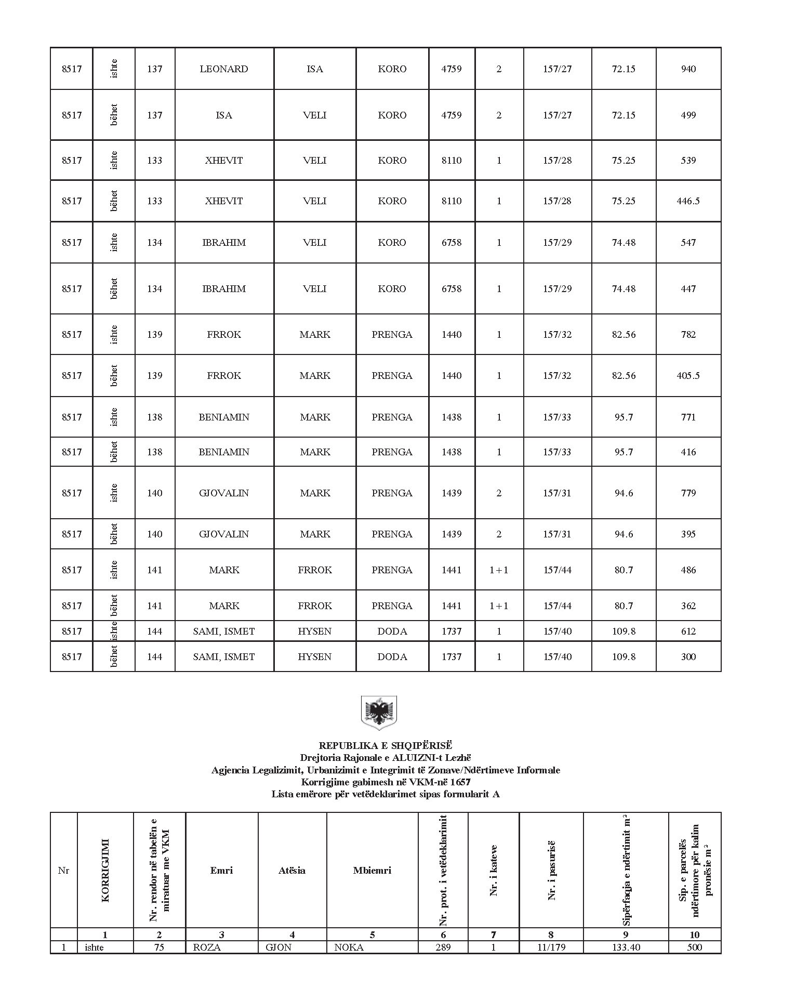 8517 ishte 137 LEONARD ISA KORO 4759 2 157/27 72.15 940
8517 bëhet 137 ISA VELI KORO 4759 2 157/27 72.15 499
8517 ishte 133 XHEVIT VELI KORO 8110 1 157/28 75.25 539
8517 bëhet 133 XHEVIT VELI KORO 8110 1 157/28 75.25 446.5
8517 ishte 134 IBRAHIM VELI KORO 6758 1 157/29 74.48 547
8517 bëhet 134 IBRAHIM VELI KORO 6758 1 157/29 74.48 447
8517 ishte 139 FRROK MARK PRENGA 1440 1 157/32 82.56 782
8517 bëhet 139 FRROK MARK PRENGA 1440 1 157/32 82.56 405.5
8517 ishte 138 BENIAMIN MARK PRENGA 1438 1 157/33 95.7 771
8517 bëhet 138 BENIAMIN MARK PRENGA 1438 1 157/33 95.7 416
8517 ishte 140 GJOVALIN MARK PRENGA 1439 2 157/31 94.6 779
8517 bëhet 140 GJOVALIN MARK PRENGA 1439 2 157/31 94.6 395
8517 ishte 141 MARK FRROK PRENGA 1441 1+1 157/44 80.7 486
8517 bëhet 141 MARK FRROK PRENGA 1441 1+1 157/44 80.7 362
8517 ishte 144 SAMI, ISMET HYSEN DODA 1737 1 157/40 109.8 612
8517 bëhet 144 SAMI, ISMET HYSEN DODA 1737 1 157/40 109.8 300
REPUBLIKA E SHQIPËRISË
Drejtoria Rajonale e ALUIZNI-t Lezhë
Agjencia Legalizimit, Urbanizimit e Integrimit të Zonave/Ndërtimeve Informale
Korrigjime gabimesh në VKM-në 1657
Lista emërore për vetëdeklarimet sipas formularit A
Nr KORRIGJIMI Nr. rendor në tabelën e miratuar me VKM Emri Atësia Mbiemri Nr. prot. i vetëdeklarimit Nr. i kateve Nr. i pasurisë Sipërfaqja e ndërtimit m² Sip. e parcelës ndërtimore për kalim pronësie m²
1 2 3 4 5 6 7 8 9 10
1 ishte 75 ROZA GJON NOKA 289 1 11/179 133.40 500